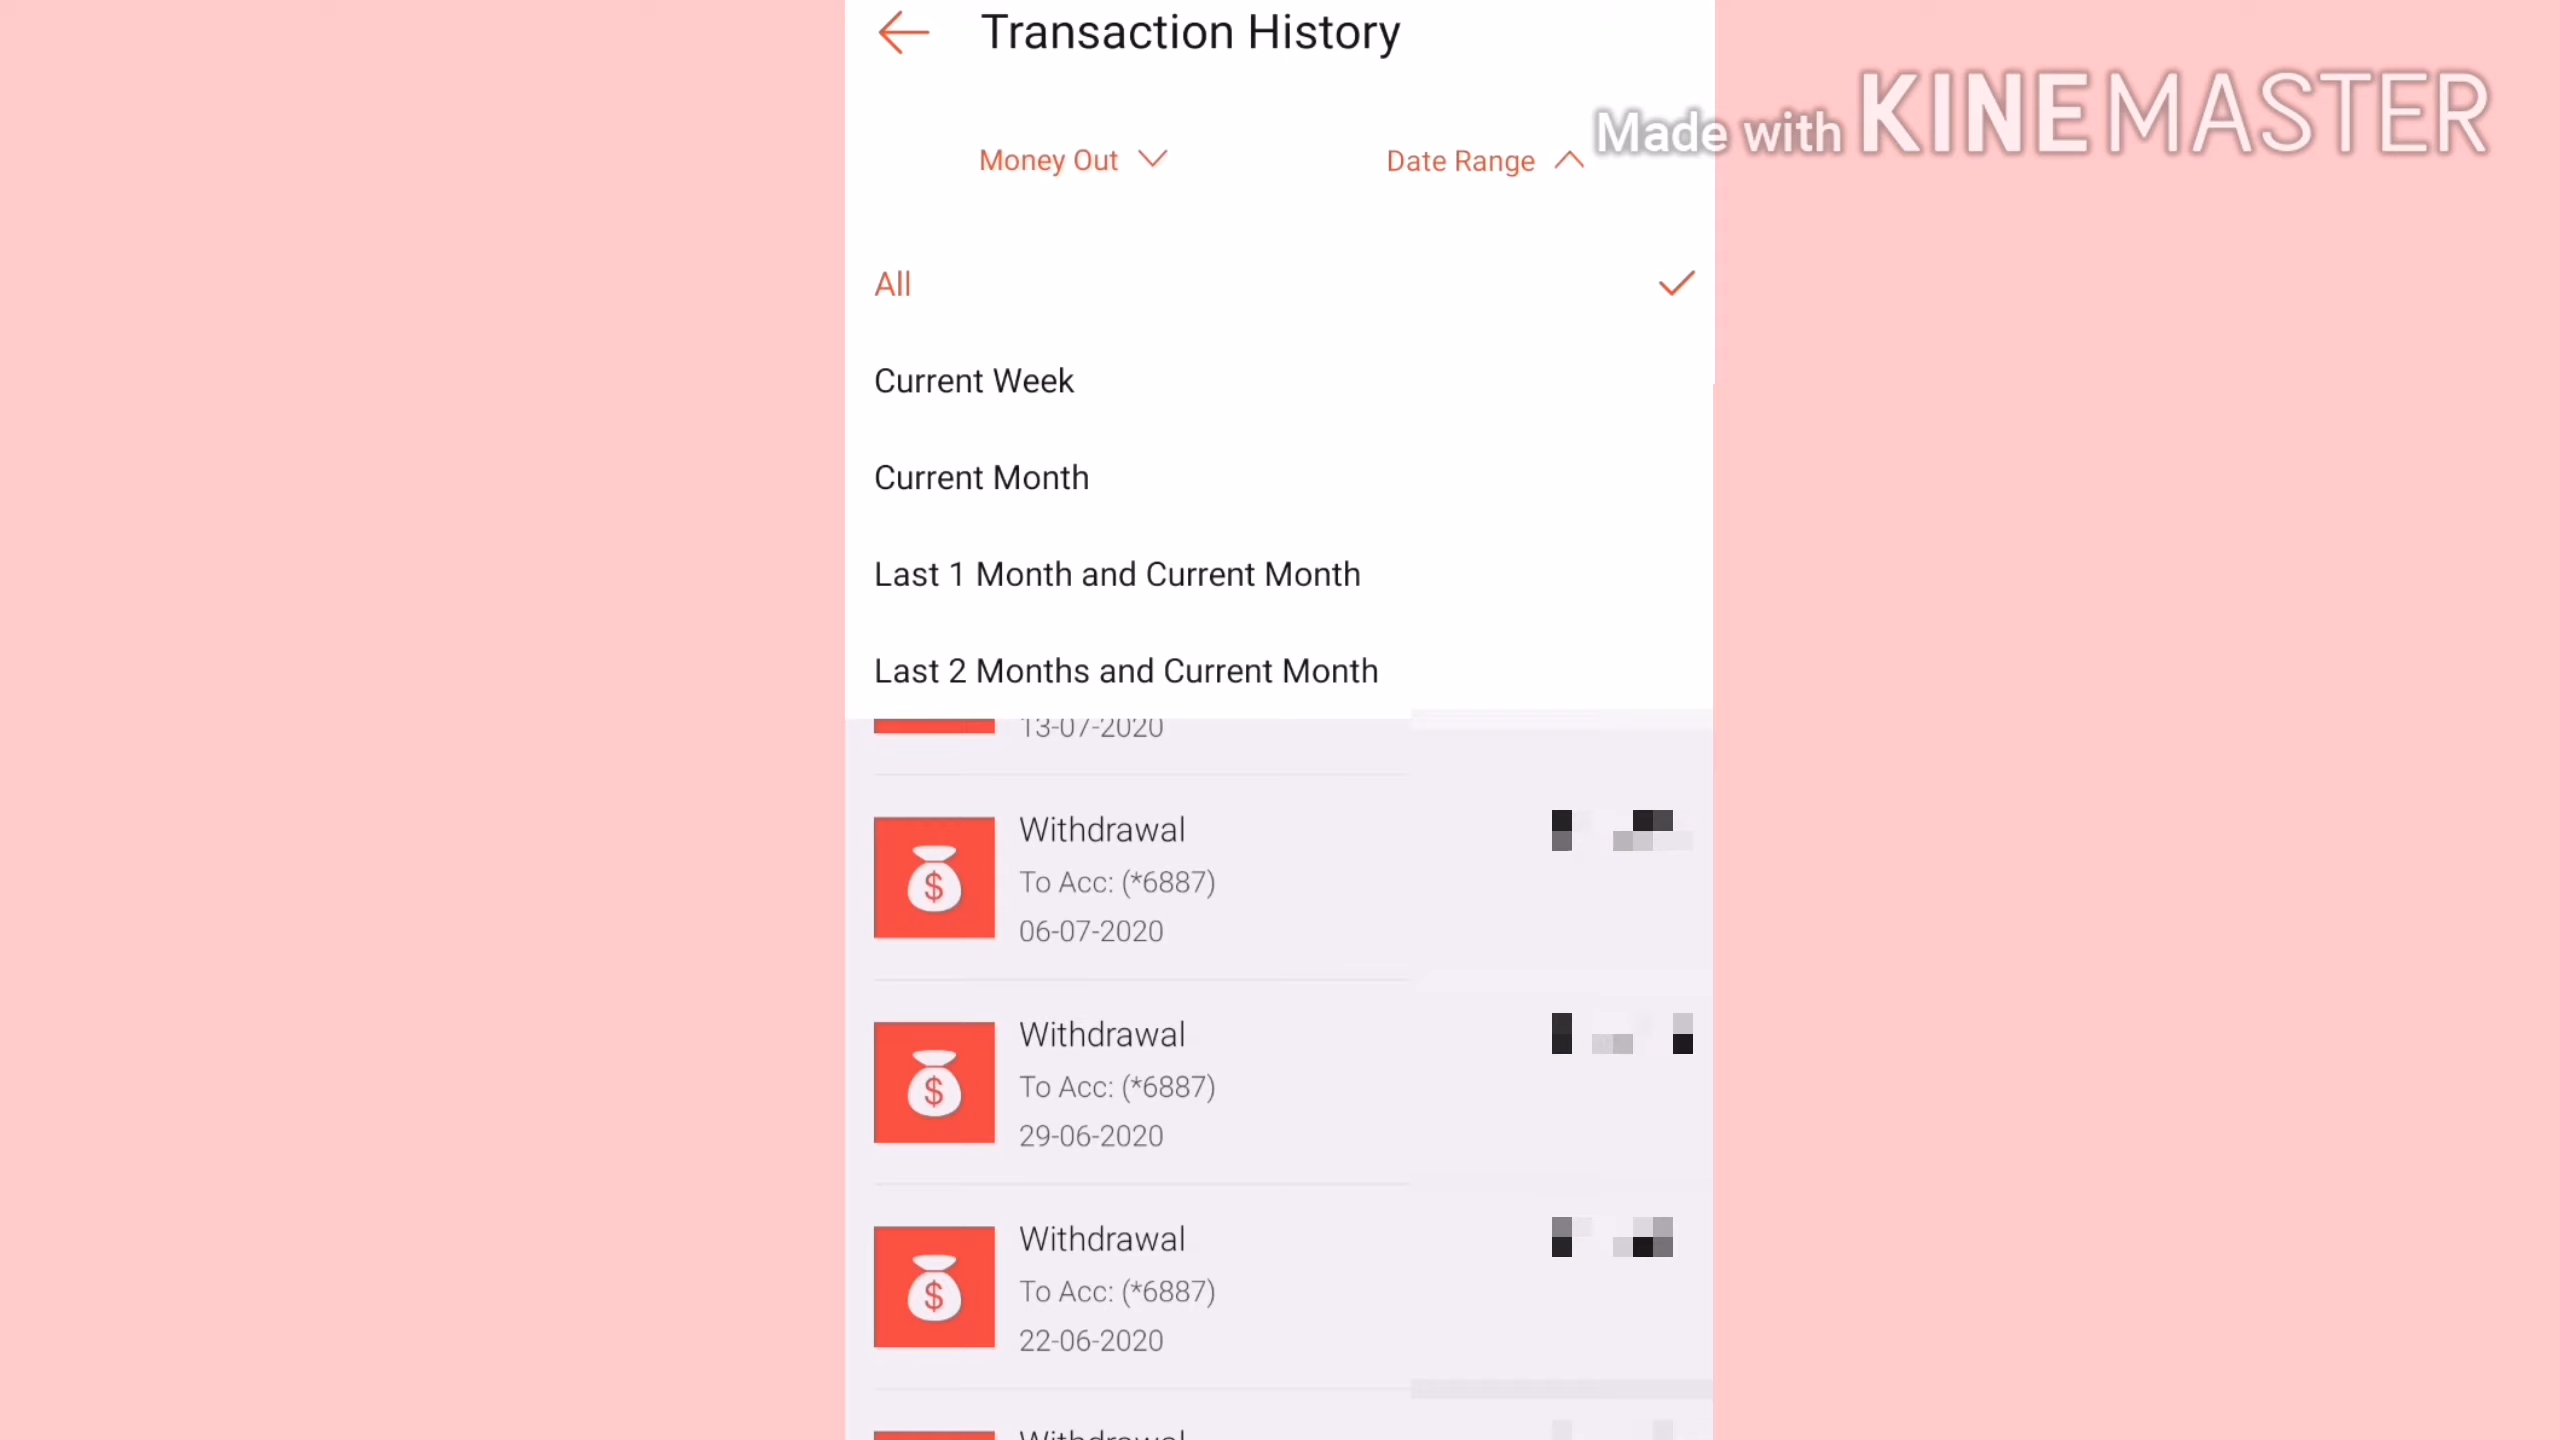 Transaction History
Made with KINEMASTER
Money Out
Date Range
All
Current Week
Current Month
Last 1 Month and Current Month
Last 2 Months and Current Month
13-07-2020
Withdrawal
To Acc: (*6887)
06-07-2020
Withdrawal
To Acc: (*6887)
29-06-2020
Withdrawal
To Acc: (*6887)
22-06-2020
Withdrawal